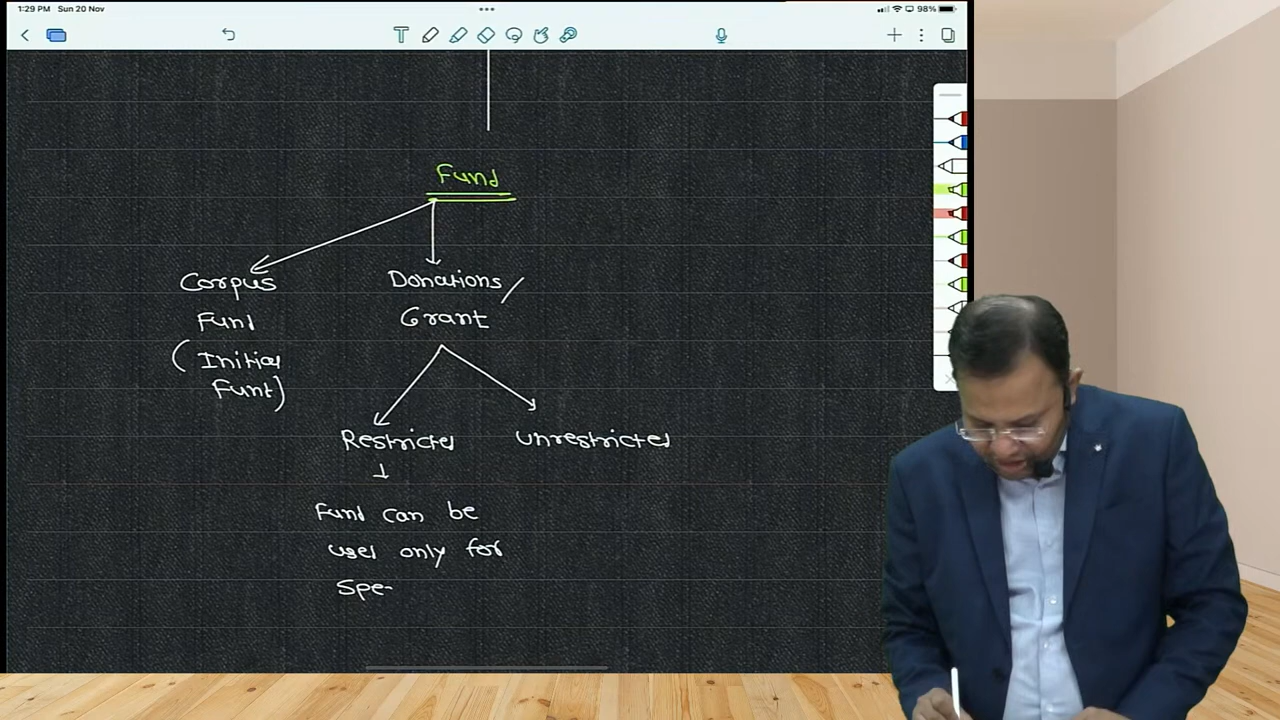 1:29 PM Sun 20 Nov
98%
Fund
Corpus
Fund
(Initial
Funt)
Donations/
Grant
Restricted
Unrestricted
Fund can be
used only for
Spe-